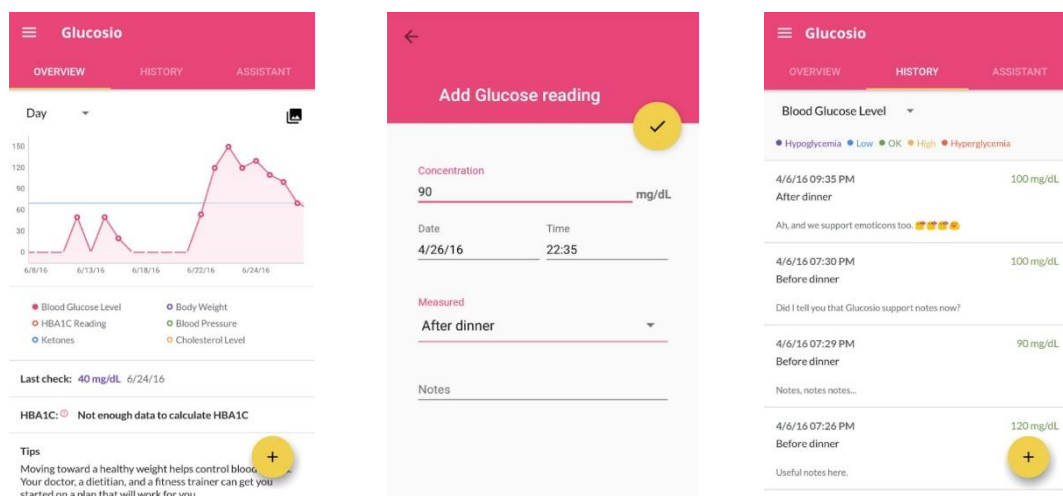 Glucosio
OVERVIEW HISTORY ASSISTANT
Day
150
120
90
60
30
0
6/8/16 6/13/16 6/18/16 6/22/16 6/24/16
Blood Glucose Level Body Weight
HBA1C Reading Blood Pressure
Ketones Cholesterol Level
Last check: 40 mg/dL 6/24/16
HBA1C: Not enough data to calculate HBA1C
Tips
Moving toward a healthy weight helps control blood
Your doctor, a dietitian, and a fitness trainer can get you
started on a plan that will work for you
Add Glucose reading
Concentration
90 mg/dL
Date Time
4/26/16 22:35
Measured
After dinner
Notes
Glucosio
OVERVIEW HISTORY ASSISTANT
Blood Glucose Level
Hypoglycemia Low OK High Hyperglycemia
4/6/16 09:35 PM 100 mg/dL
After dinner
Ah, and we support emoticons too.
4/6/16 07:30 PM 100 mg/dL
Before dinner
Did I tell you that Glucosio support notes now?
4/6/16 07:29 PM 90 mg/dL
Before dinner
Notes, notes notes...
4/6/16 07:26 PM 120 mg/dL
Before dinner
Useful notes here.